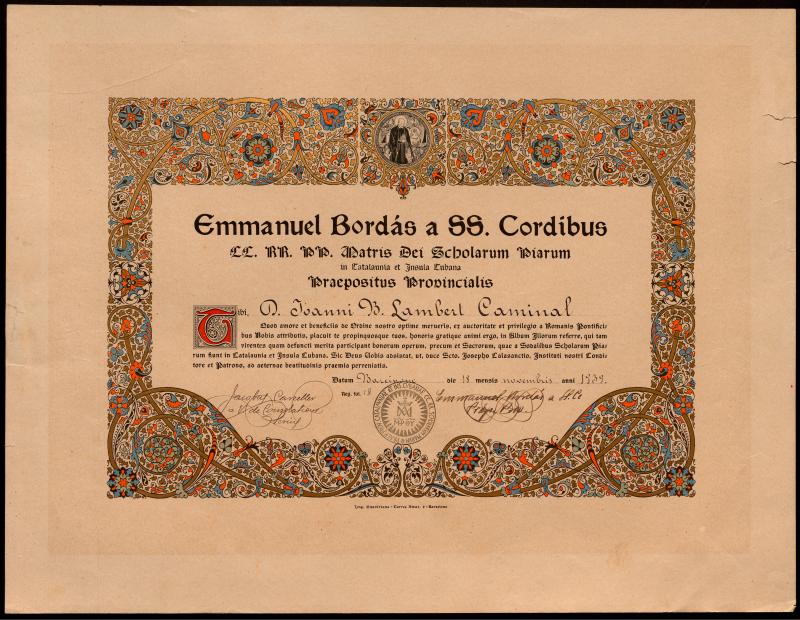 Emmanuel Bordás a SS. Cordibus
CC. RR. PP. Matris Dei Scholarum Piarum
in Catalaunia et Insula Cubana
Praepositus Provincialis
Tibi, D. Joanni B. Lambert Caminal
Quod amore et beneficiis de Ordine nostro optime merueris, ex auctoritate et privilegio a Romanis Pontifici-
bus Nobis attributis, placuit te propinquosque tuos, honoris gratique animi ergo, in Album Illorum referre, qui tam
viventes quam defuncti merita participant bonorum operum, precum et Sacrorum, quae a Sodalibus Scholarum Pia-
rum fiunt in Catalaunia et Insula Cubana. Sic Deus Vobis adsistat, ut, duce Scto. Josepho Calasanctio, Instituti nostri Condi-
tore et Patrono, ad aeternae beatitudinis praemia perveniatis.
Datum Barcinone die 18 mensis novembris anni 1939.
Reg. fol. 18
Emmanuel Bordás a SS. CC.